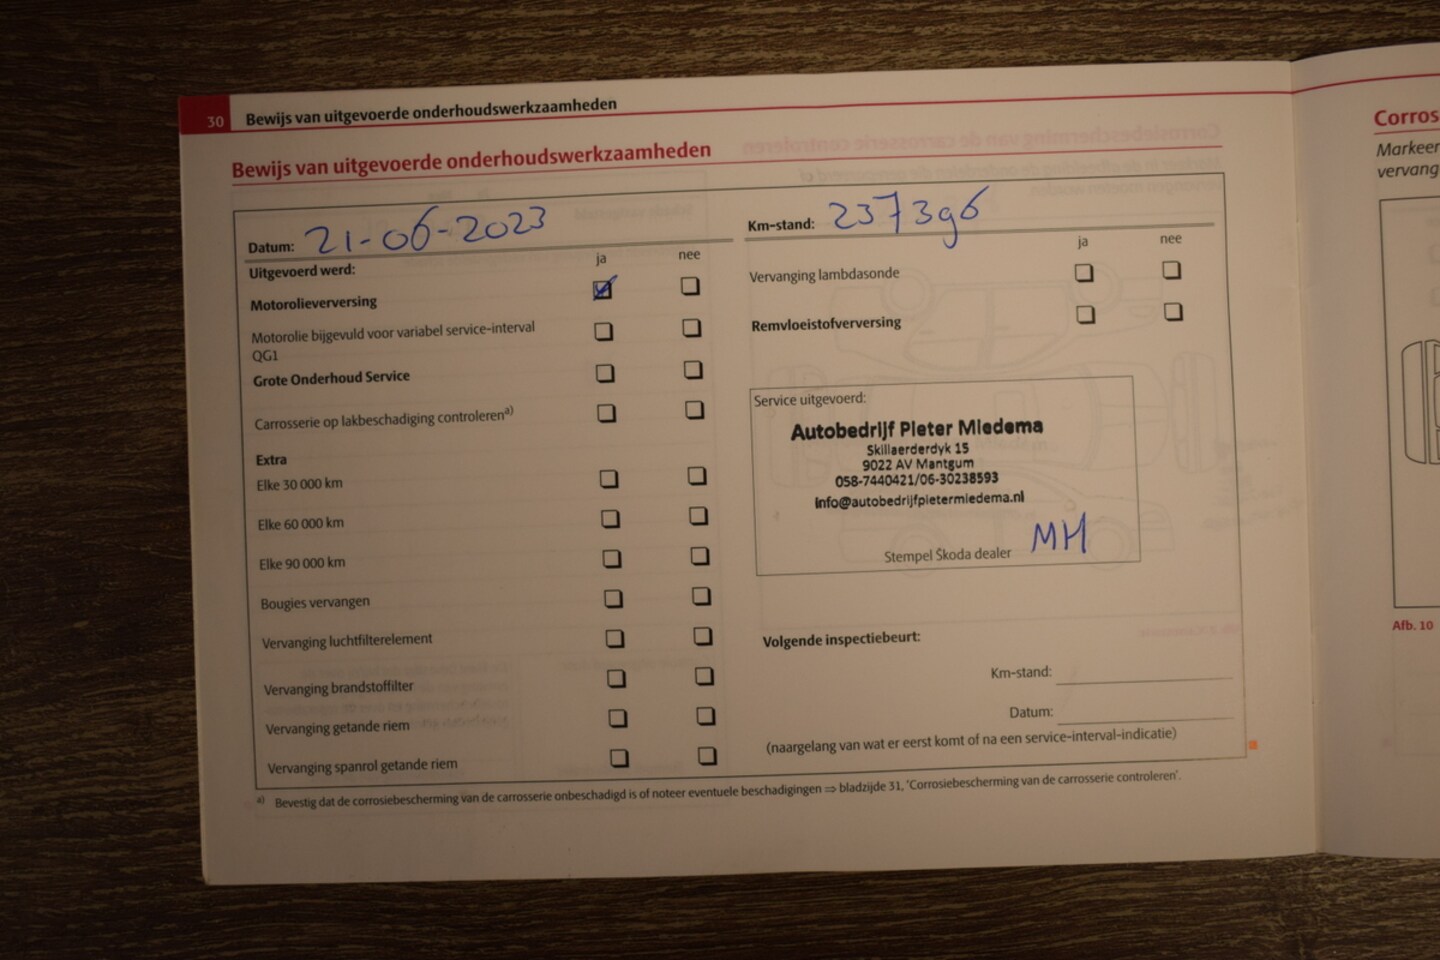 30 Bewijs van uitgevoerde onderhoudswerkzaamheden
Bewijs van uitgevoerde onderhoudswerkzaamheden
Datum: 21-06-2023
Uitgevoerd werd:
ja nee
Motorolieverversing
Motorolie bijgevuld voor variabel service-interval
QG1
Grote Onderhoud Service
Carrosserie op lakbeschadiging controleren a)
Extra
Elke 30 000 km
Elke 60 000 km
Elke 90 000 km
Bougies vervangen
Vervanging luchtfilterelement
Vervanging brandstoffilter
Vervanging getande riem
Vervanging spanrol getande riem
Km-stand: 237396
ja nee
Vervanging lambdasonde
Remvloeistofverversing
Service uitgevoerd:
Autobedrijf Pieter Miedema
Skillaerderdyk 15
9022 AV Mantgum
058-7440421/06-30238593
info@autobedrijfpietermiedema.nl
Stempel Škoda dealer MH
Volgende inspectiebeurt:
Km-stand:
Datum:
(naargelang van wat er eerst komt of na een service-interval-indicatie)
a) Bevestig dat de corrosiebescherming van de carrosserie onbeschadigd is of noteer eventuele beschadigingen ⇒ bladzijde 31, 'Corrosiebescherming van de carrosserie controleren'.
Corros
Markeer
vervang
Afb. 10